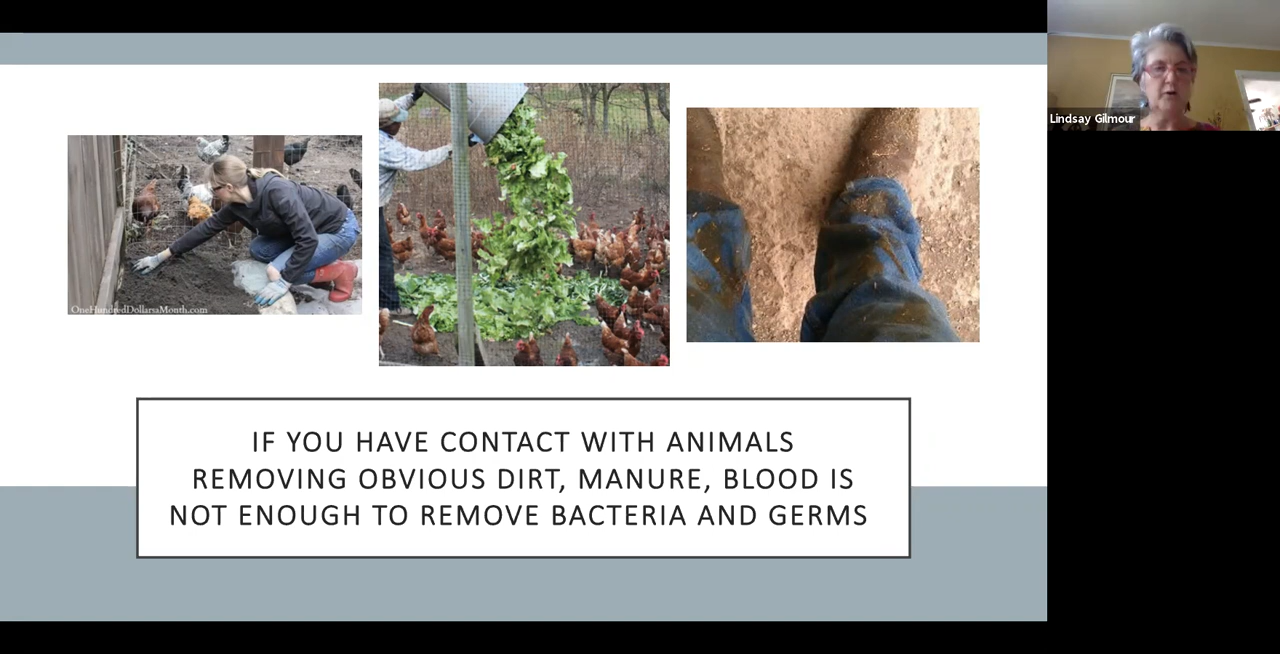 Lindsay Gilmour
OneHundredDollarsaMonth.com
IF YOU HAVE CONTACT WITH ANIMALS
REMOVING OBVIOUS DIRT, MANURE, BLOOD IS
NOT ENOUGH TO REMOVE BACTERIA AND GERMS